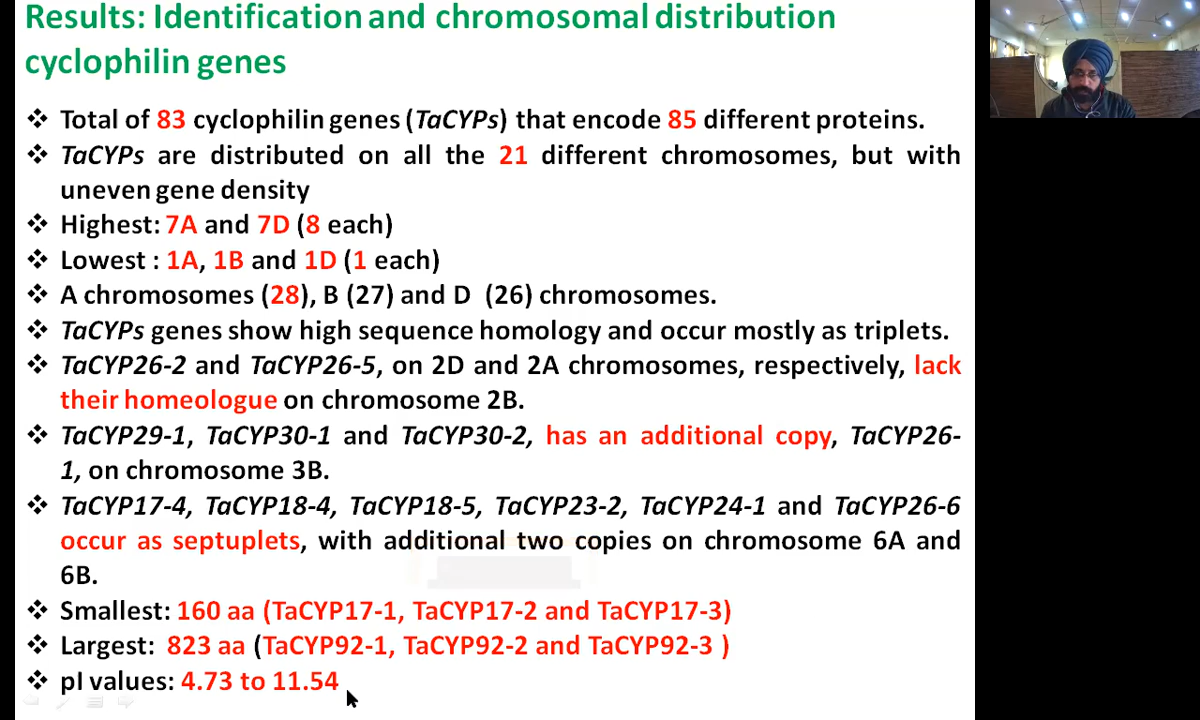 Results: Identification and chromosomal distribution
cyclophilin genes
❖ Total of 83 cyclophilin genes (TaCYPs) that encode 85 different proteins.
❖ TaCYPs are distributed on all the 21 different chromosomes, but with
uneven gene density
❖ Highest: 7A and 7D (8 each)
❖ Lowest : 1A, 1B and 1D (1 each)
❖ A chromosomes (28), B (27) and D (26) chromosomes.
❖ TaCYPs genes show high sequence homology and occur mostly as triplets.
❖ TaCYP26-2 and TaCYP26-5, on 2D and 2A chromosomes, respectively, lack
their homeologue on chromosome 2B.
❖ TaCYP29-1, TaCYP30-1 and TaCYP30-2, has an additional copy, TaCYP26-
1, on chromosome 3B.
❖ TaCYP17-4, TaCYP18-4, TaCYP18-5, TaCYP23-2, TaCYP24-1 and TaCYP26-6
occur as septuplets, with additional two copies on chromosome 6A and
6B.
❖ Smallest: 160 aa (TaCYP17-1, TaCYP17-2 and TaCYP17-3)
❖ Largest: 823 aa (TaCYP92-1, TaCYP92-2 and TaCYP92-3 )
❖ pI values: 4.73 to 11.54